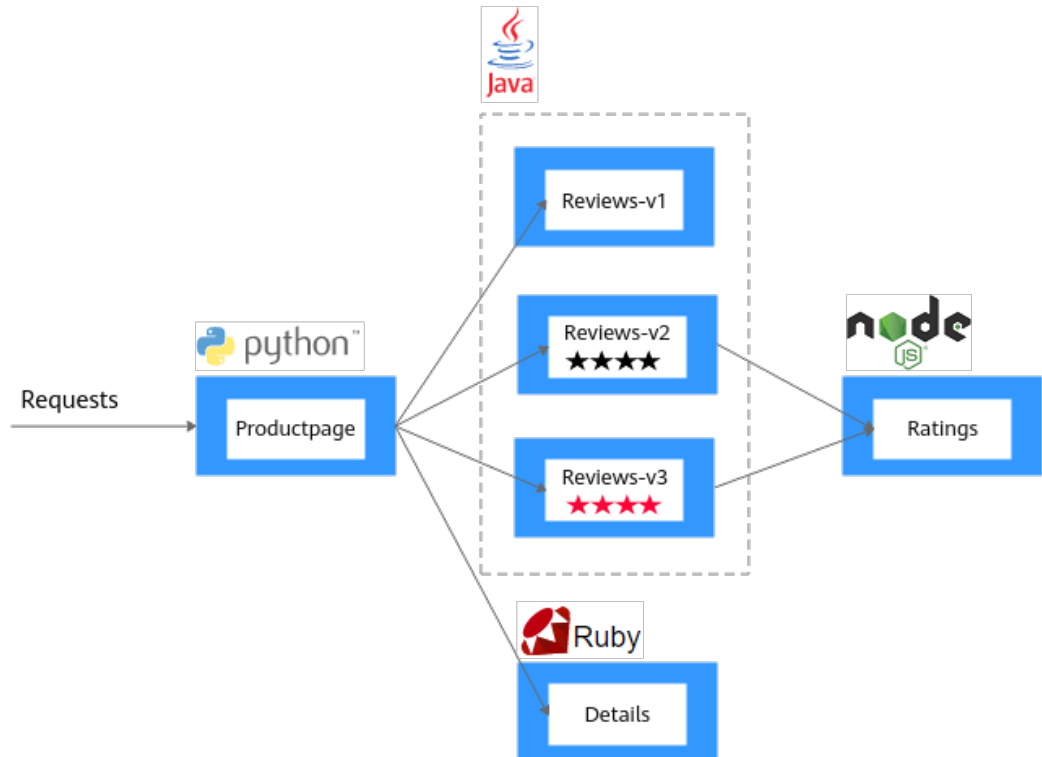 Java
Reviews-v1
python™
Requests
Productpage
Reviews-v2
★★★★
Reviews-v3
★★★★
node
JS®
Ratings
Ruby
Details